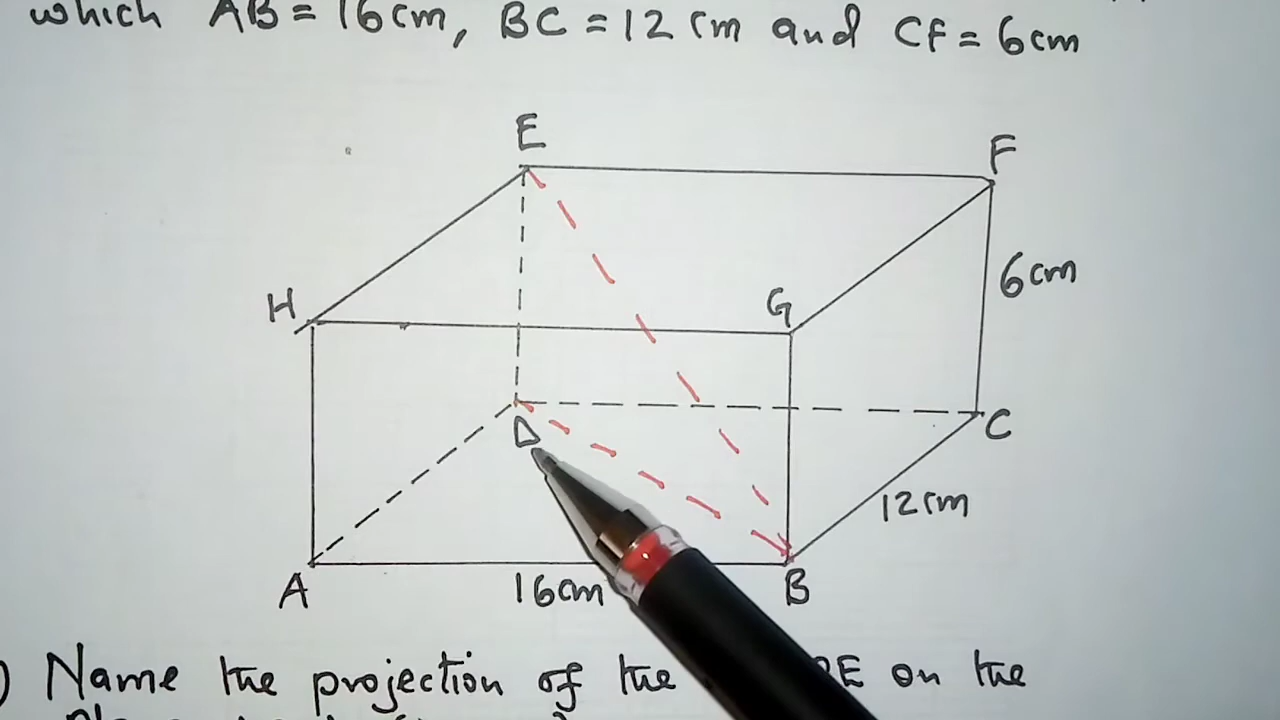 which AB = 16cm, BC = 12 cm and CF = 6cm
E
F
6cm
H
G
D
C
12cm
A
16cm
B
) Name the projection of the BE on the